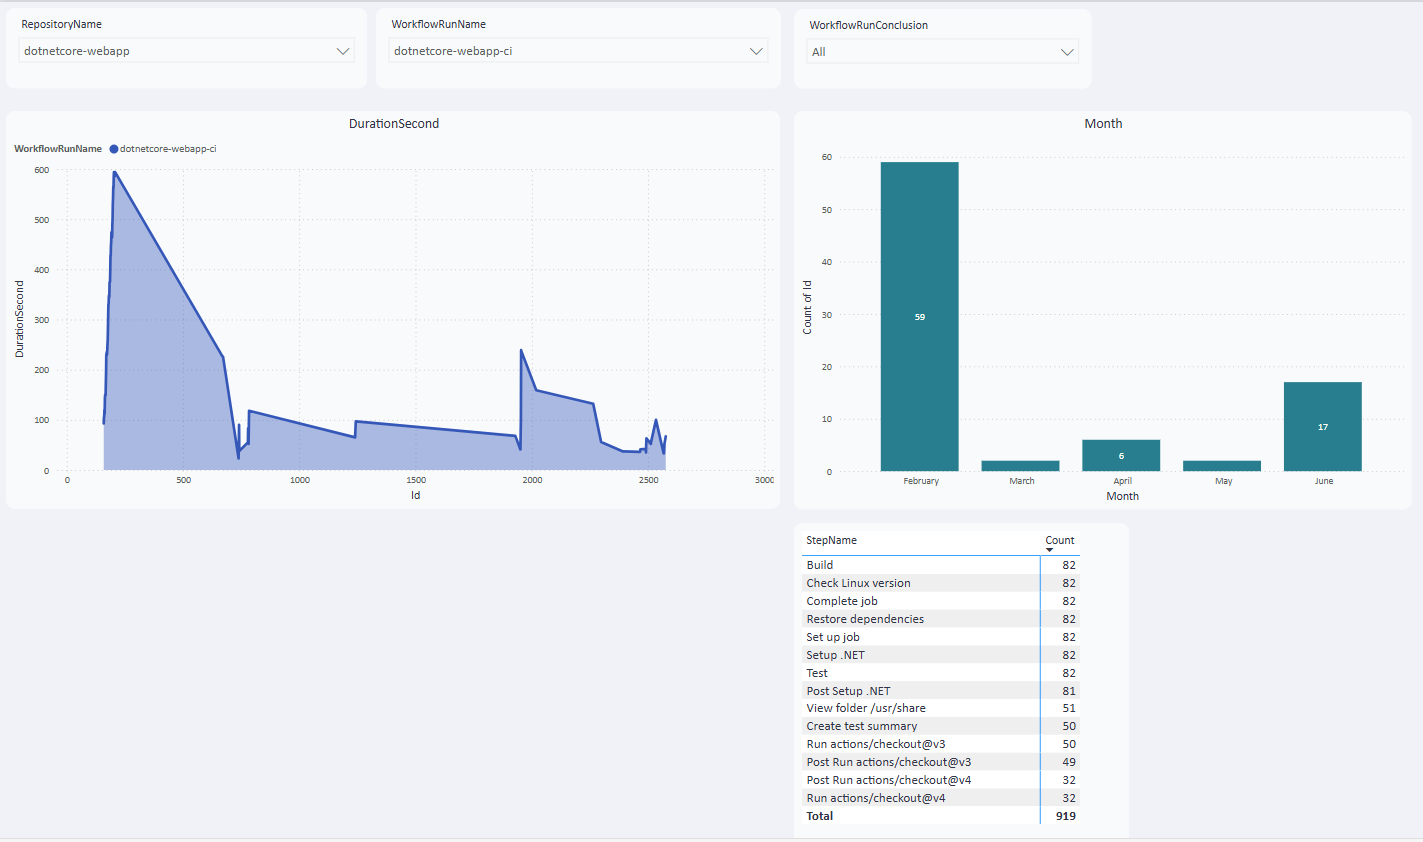 RepositoryName
dotnetcore-webapp
WorkflowRunName
dotnetcore-webapp-ci
WorkflowRunConclusion
All
DurationSecond
WorkflowRunName dotnetcore-webapp-ci
600
500
400
300
200
100
0
DurationSecond
0 500 1000 1500 2000 2500 3000
Id
Month
60
50
40
30
20
10
0
Count of Id
59
6
17
February March April May June
Month
StepName Count
Build 82
Check Linux version 82
Complete job 82
Restore dependencies 82
Set up job 82
Setup .NET 82
Test 82
Post Setup .NET 81
View folder /usr/share 51
Create test summary 50
Run actions/checkout@v3 50
Post Run actions/checkout@v3 49
Post Run actions/checkout@v4 32
Run actions/checkout@v4 32
Total 919